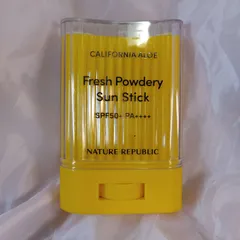 CALIFORNIA ALOE
Fresh Powdery
Sun Stick
SPF50+ PA++++
NATURE REPUBLIC